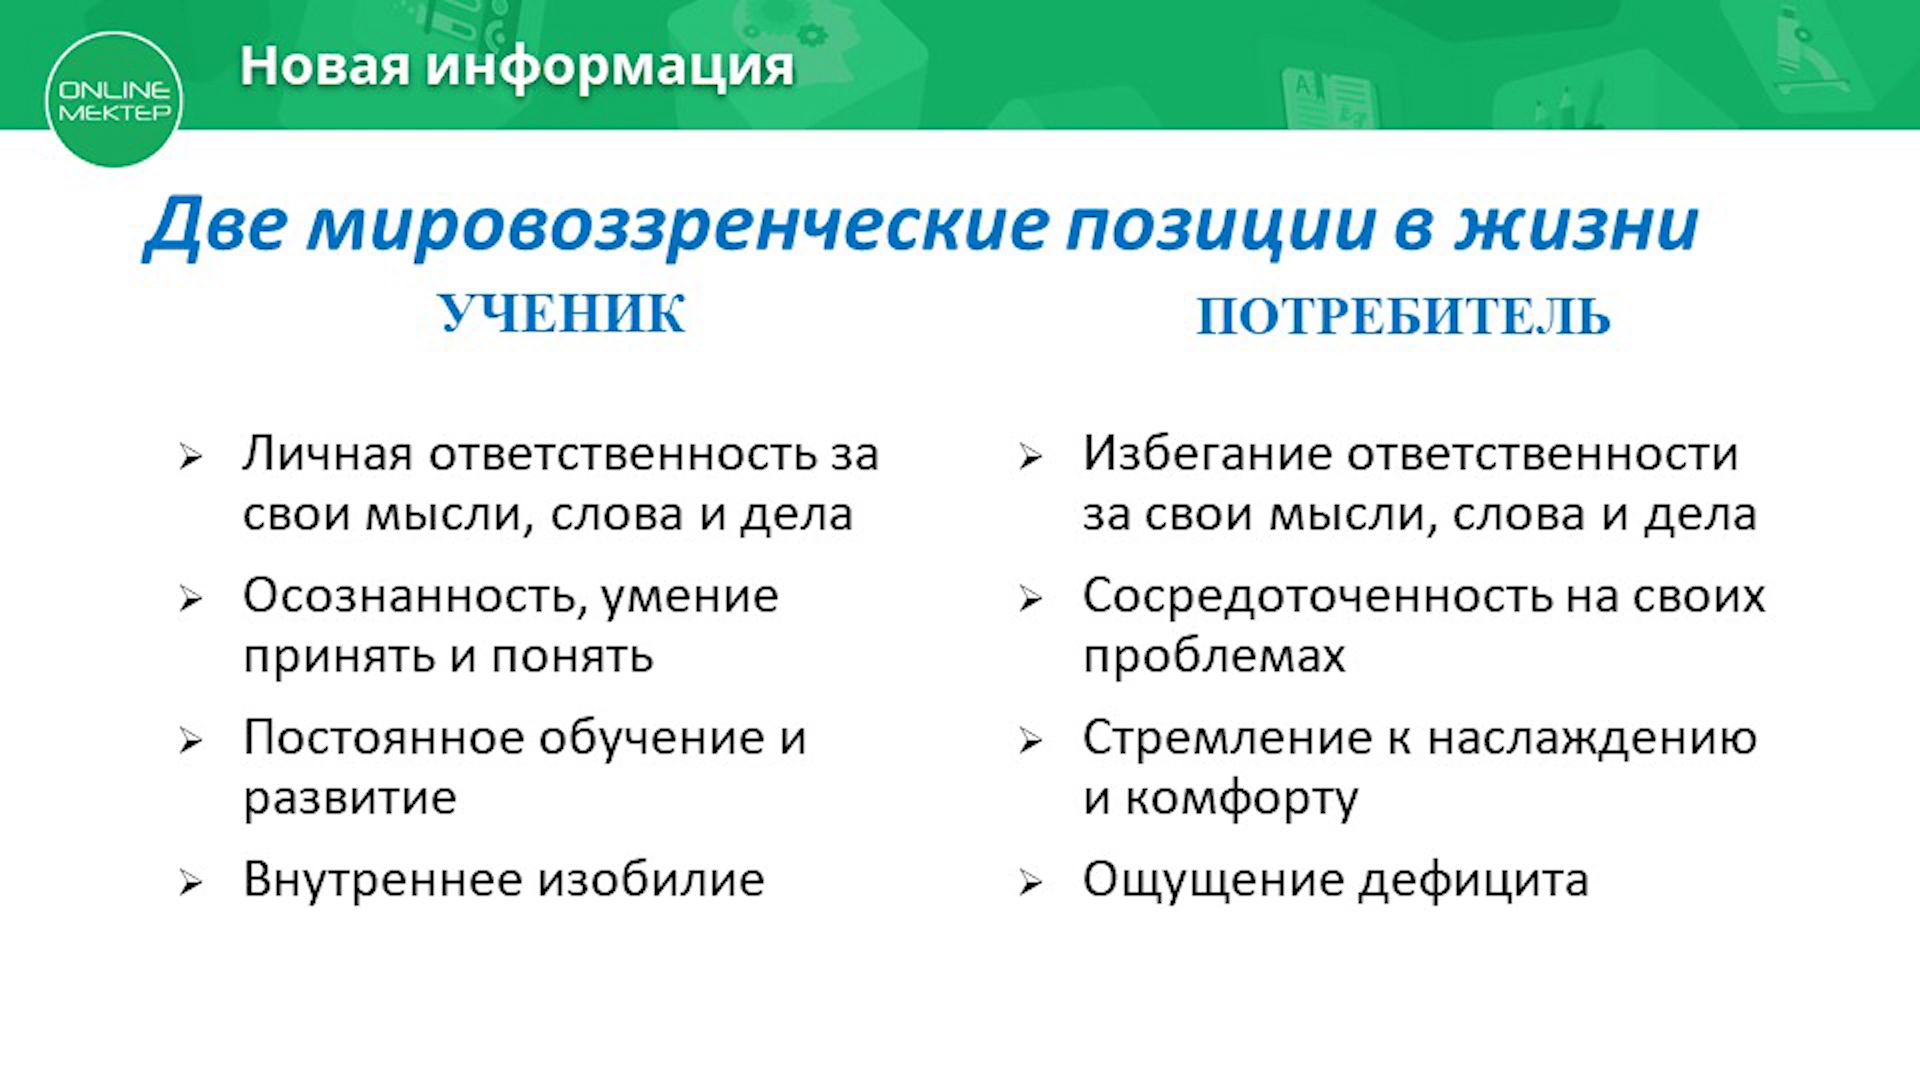 ONLINE
МЕКТЕР
Новая информация
Две мировоззренческие позиции в жизни
УЧЕНИК
ПОТРЕБИТЕЛЬ
➢ Личная ответственность за
свои мысли, слова и дела
➢ Осознанность, умение
принять и понять
➢ Постоянное обучение и
развитие
➢ Внутреннее изобилие
➢ Избегание ответственности
за свои мысли, слова и дела
➢ Сосредоточенность на своих
проблемах
➢ Стремление к наслаждению
и комфорту
➢ Ощущение дефицита